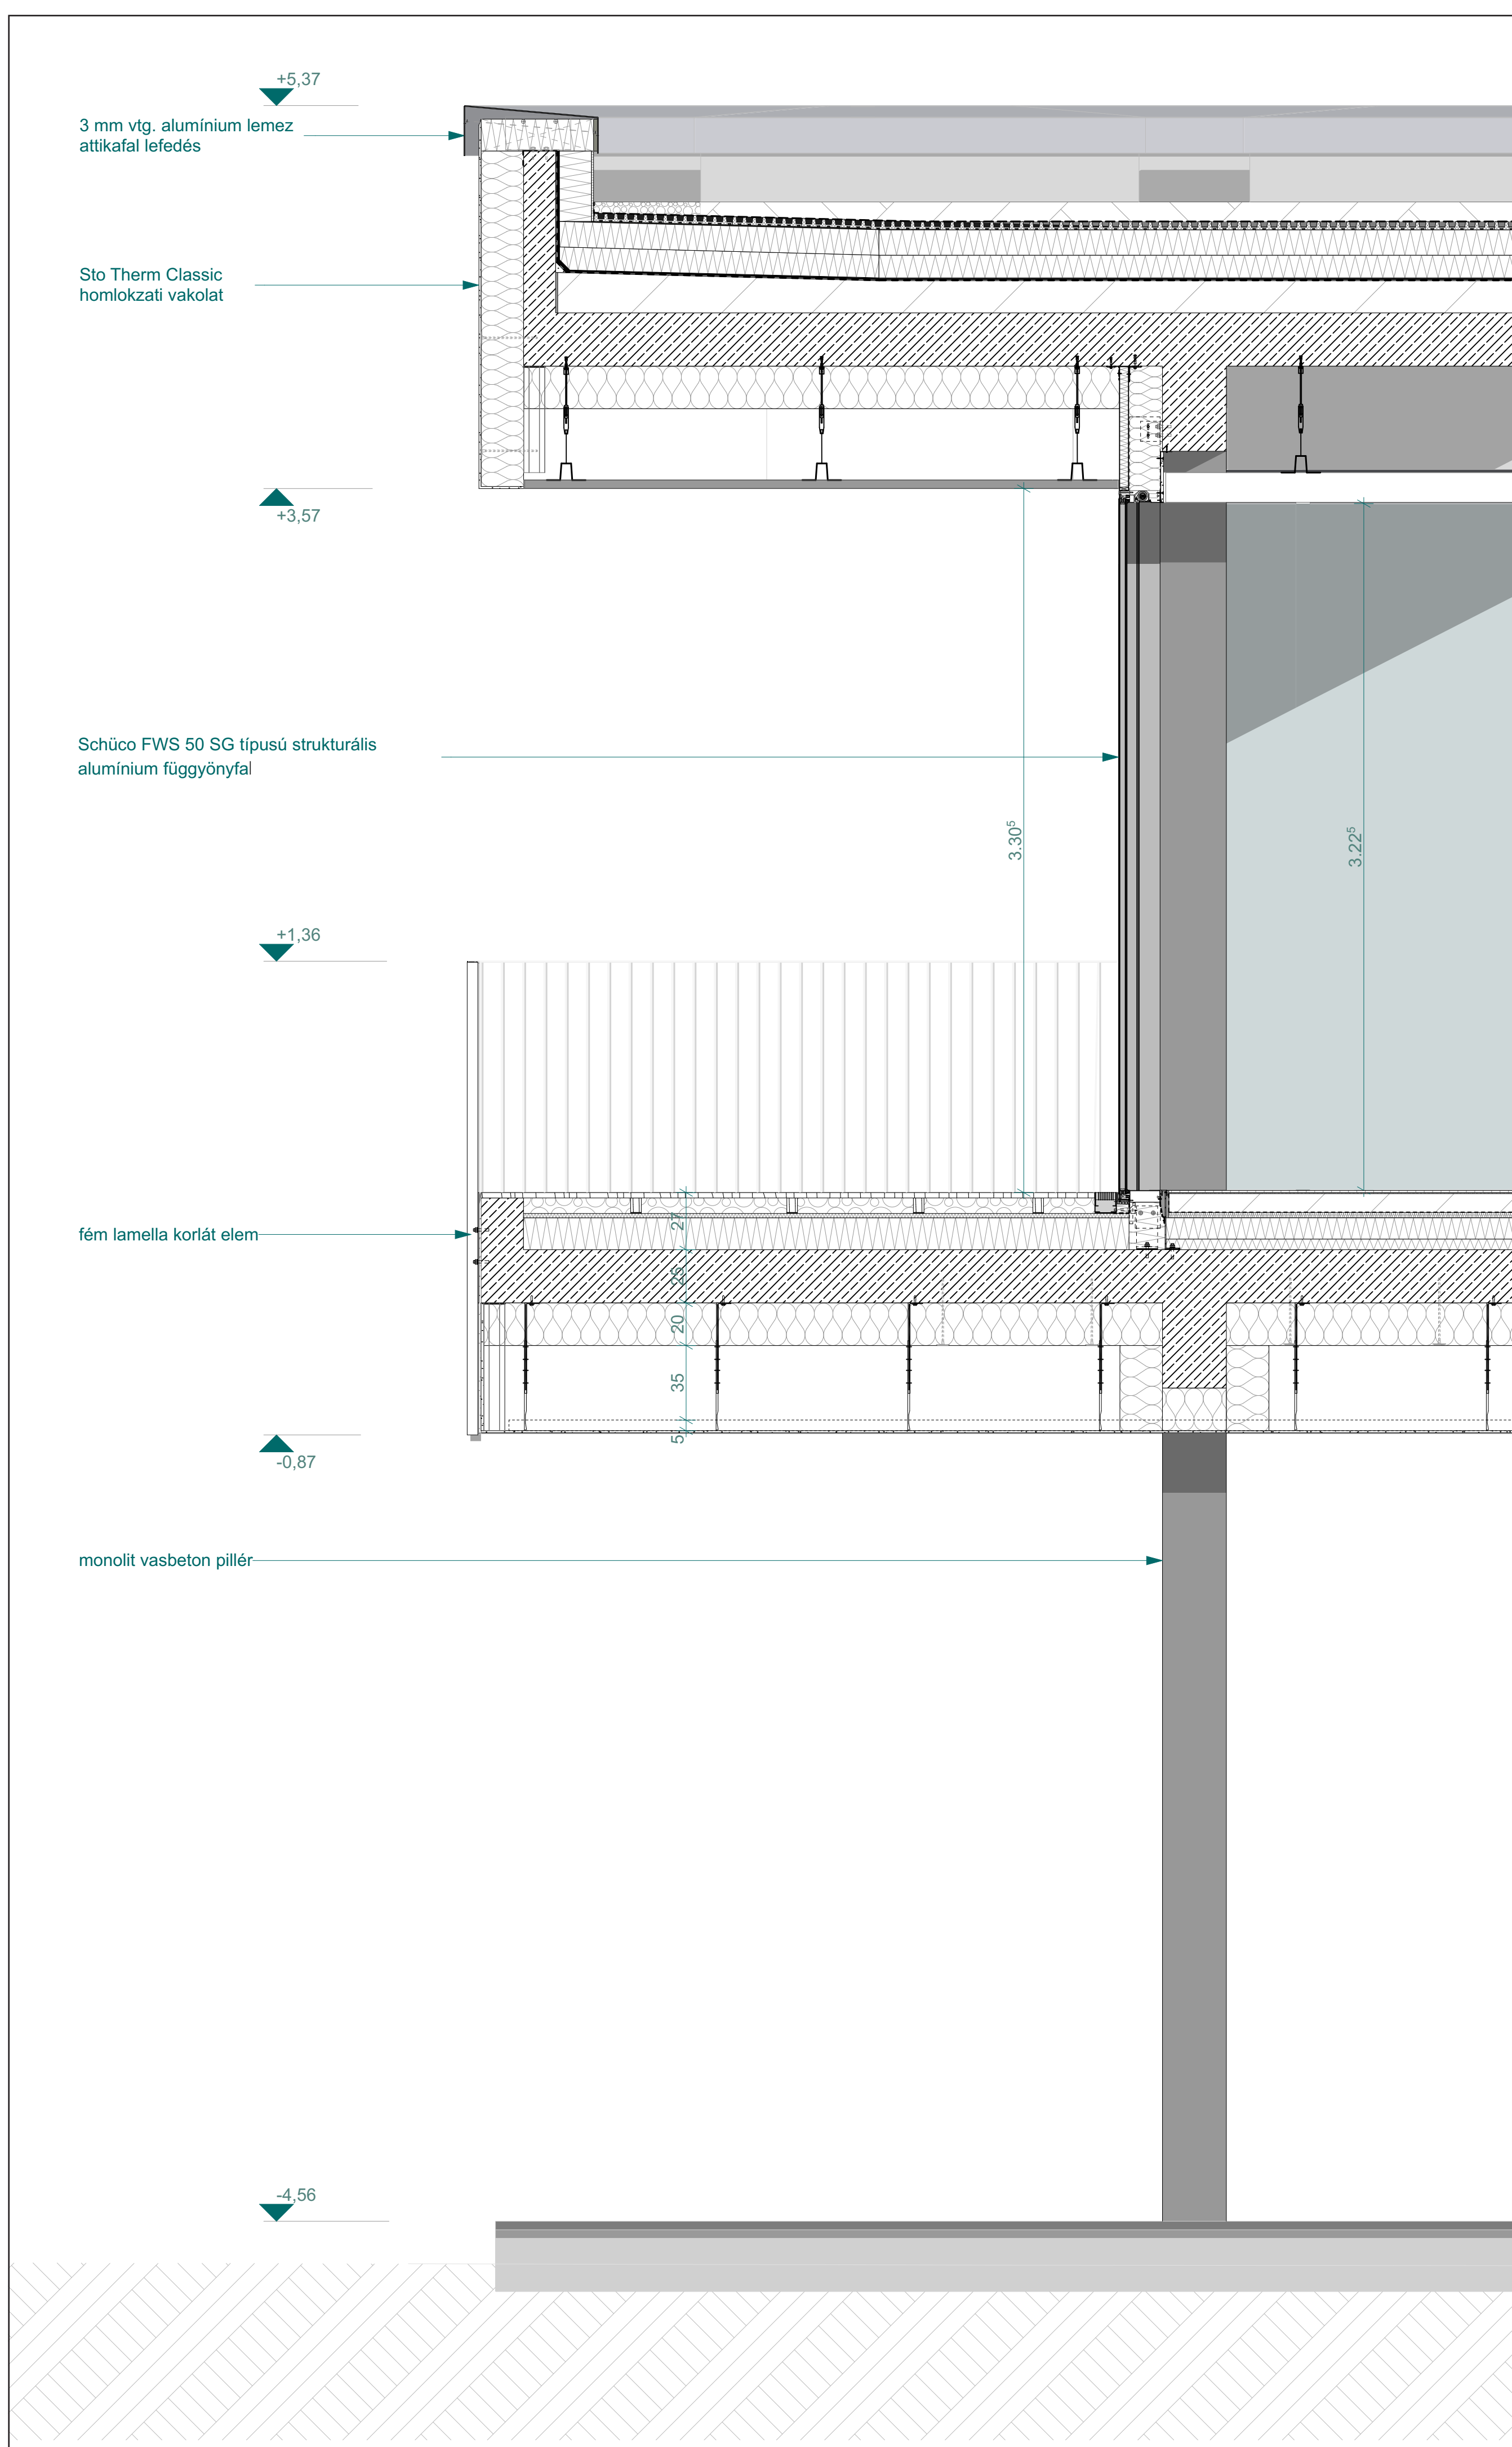 +5,37
3 mm vtg. alumínium lemez
attikafal lefedés
Sto Therm Classic
homlokzati vakolat
+3,57
Schüco FWS 50 SG típusú strukturális
alumínium függönyfal
3.30⁵
3.22⁵
+1,36
fém lamella korlát elem
27
25
20
35
5
-0,87
monolit vasbeton pillér
-4,56